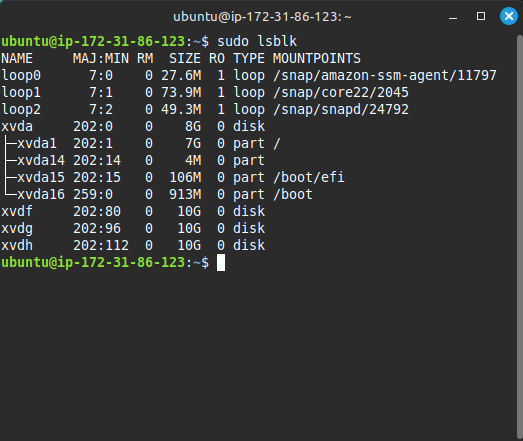 ubuntu@ip-172-31-86-123: ~
ubuntu@ip-172-31-86-123:~$ sudo lsblk
NAME     MAJ:MIN RM  SIZE RO TYPE MOUNTPOINTS
loop0      7:0    0 27.6M  1 loop /snap/amazon-ssm-agent/11797
loop1      7:1    0 73.9M  1 loop /snap/core22/2045
loop2      7:2    0 49.3M  1 loop /snap/snapd/24792
xvda     202:0    0    8G  0 disk
├─xvda1  202:1    0    7G  0 part /
├─xvda14 202:14   0    4M  0 part
├─xvda15 202:15   0  106M  0 part /boot/efi
└─xvda16 259:0    0  913M  0 part /boot
xvdf     202:80   0   10G  0 disk
xvdg     202:96   0   10G  0 disk
xvdh     202:112  0   10G  0 disk
ubuntu@ip-172-31-86-123:~$